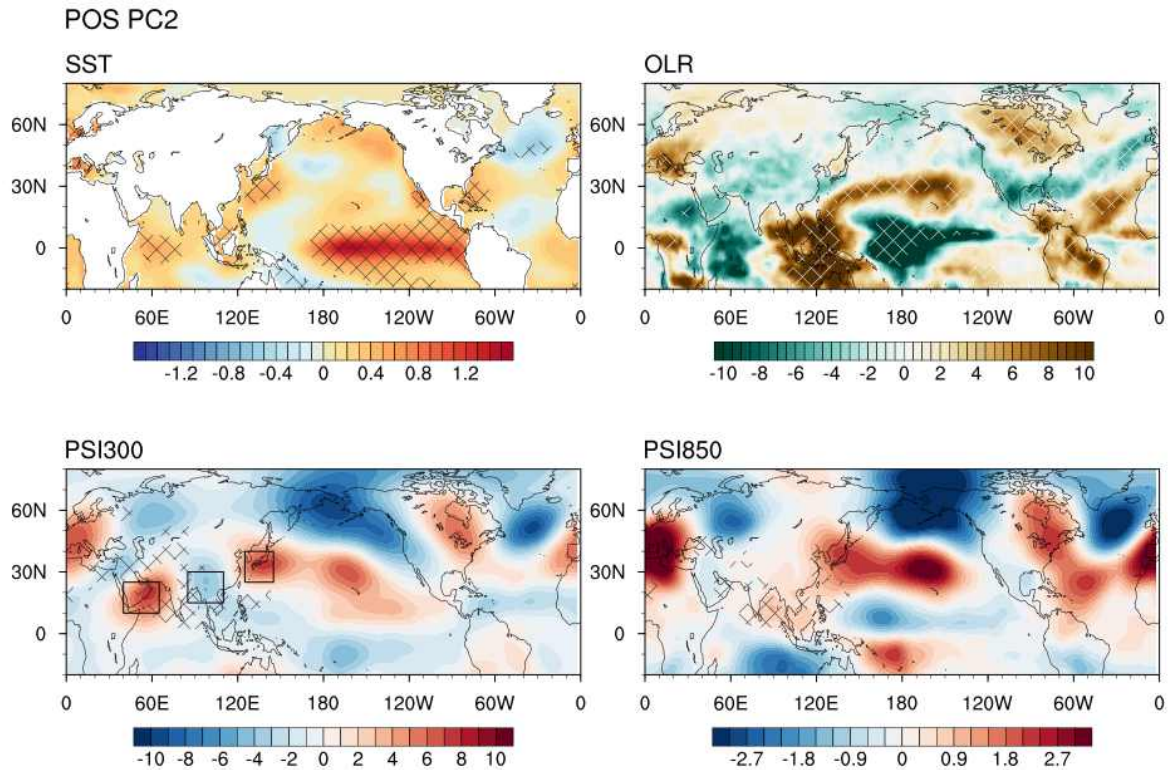 POS PC2
SST
60N
30N
0
0 60E 120E 180 120W 60W 0
-1.2 -0.8 -0.4 0 0.4 0.8 1.2
OLR
60N
30N
0
0 60E 120E 180 120W 60W 0
-10 -8 -6 -4 -2 0 2 4 6 8 10
PSI300
60N
30N
0
0 60E 120E 180 120W 60W 0
-10 -8 -6 -4 -2 0 2 4 6 8 10
PSI850
60N
30N
0
0 60E 120E 180 120W 60W 0
-2.7 -1.8 -0.9 0 0.9 1.8 2.7